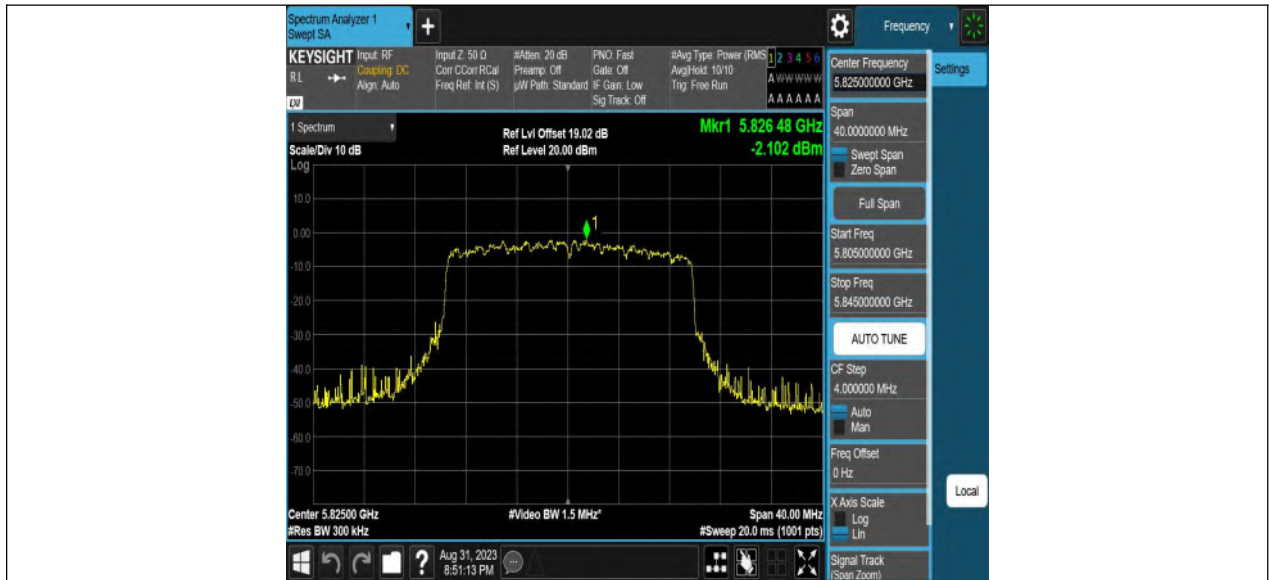 Spectrum Analyzer 1
Swept SA
+
Frequency
KEYSIGHT
RL
LXI
Input: RF
Coupling: DC
Align: Auto
Input Z: 50 Ω
Corr CCorr RCal
Freq Ref: Int (S)
#Atten: 20 dB
Preamp: Off
µW Path: Standard
PNO: Fast
Gate: Off
IF Gain: Low
Sig Track: Off
#Avg Type: Power (RMS
Avg|Hold: 10/10
Trig: Free Run
1 2 3 4 5 6
A W W W W W
A A A A A A
1 Spectrum
Scale/Div 10 dB
Log
Ref Lvl Offset 19.02 dB
Ref Level 20.00 dBm
Mkr1 5.826 48 GHz
-2.102 dBm
1
10.0
0.00
-10.0
-20.0
-30.0
-40.0
-50.0
-60.0
-70.0
Center 5.82500 GHz
#Res BW 300 kHz
#Video BW 1.5 MHz*
Span 40.00 MHz
#Sweep 20.0 ms (1001 pts)
?
Aug 31, 2023
8:51:13 PM
Center Frequency
5.825000000 GHz
Settings
Span
40.0000000 MHz
Swept Span
Zero Span
Full Span
Start Freq
5.805000000 GHz
Stop Freq
5.845000000 GHz
AUTO TUNE
CF Step
4.000000 MHz
Auto
Man
Freq Offset
0 Hz
X Axis Scale
Log
Lin
Local
Signal Track
(Span Zoom)